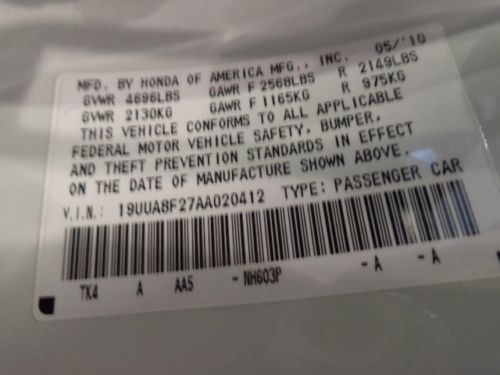 MFD. BY HONDA OF AMERICA MFG., INC. 05/'10
GVWR 4696LBS GAWR F 2568LBS R 2149LBS
GVWR 2130KG GAWR F 1165KG R 975KG
THIS VEHICLE CONFORMS TO ALL APPLICABLE
FEDERAL MOTOR VEHICLE SAFETY, BUMPER,
AND THEFT PREVENTION STANDARDS IN EFFECT
ON THE DATE OF MANUFACTURE SHOWN ABOVE.
V.I.N.: 19UUA8F27AA020412 TYPE: PASSENGER CAR
TK4 A AA5 -NH603P -A -A